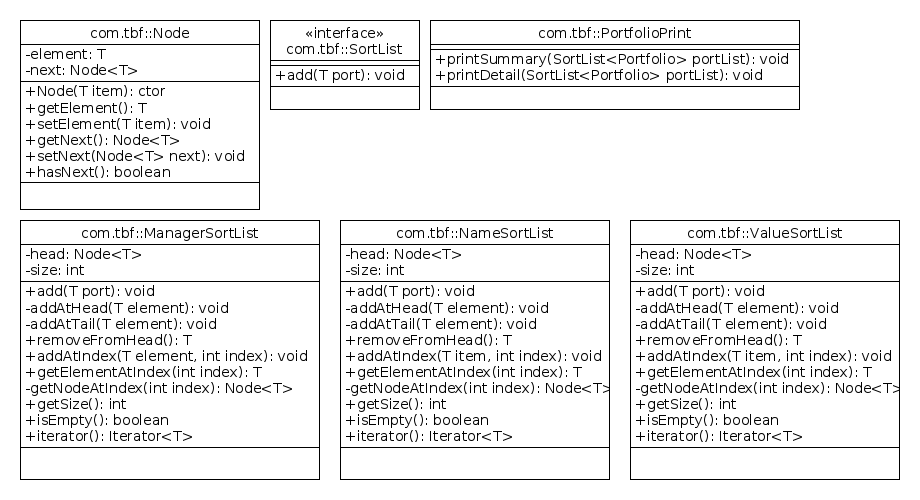 com.tbf::Node
-element: T
-next: Node<T>
+Node(T item): ctor
+getElement(): T
+setElement(T item): void
+getNext(): Node<T>
+setNext(Node<T> next): void
+hasNext(): boolean
«interface»
com.tbf::SortList
+add(T port): void
com.tbf::PortfolioPrint
+printSummary(SortList<Portfolio> portList): void
+printDetail(SortList<Portfolio> portList): void
com.tbf::ManagerSortList
-head: Node<T>
-size: int
+add(T port): void
-addAtHead(T element): void
-addAtTail(T element): void
+removeFromHead(): T
+addAtIndex(T element, int index): void
+getElementAtIndex(int index): T
-getNodeAtIndex(int index): Node<T>
+getSize(): int
+isEmpty(): boolean
+iterator(): Iterator<T>
com.tbf::NameSortList
-head: Node<T>
-size: int
+add(T port): void
-addAtHead(T element): void
-addAtTail(T element): void
+removeFromHead(): T
+addAtIndex(T item, int index): void
+getElementAtIndex(int index): T
-getNodeAtIndex(int index): Node<T>
+getSize(): int
+isEmpty(): boolean
+iterator(): Iterator<T>
com.tbf::ValueSortList
-head: Node<T>
-size: int
+add(T port): void
-addAtHead(T element): void
-addAtTail(T element): void
+removeFromHead(): T
+addAtIndex(T item, int index): void
+getElementAtIndex(int index): T
-getNodeAtIndex(int index): Node<T>
+getSize(): int
+isEmpty(): boolean
+iterator(): Iterator<T>